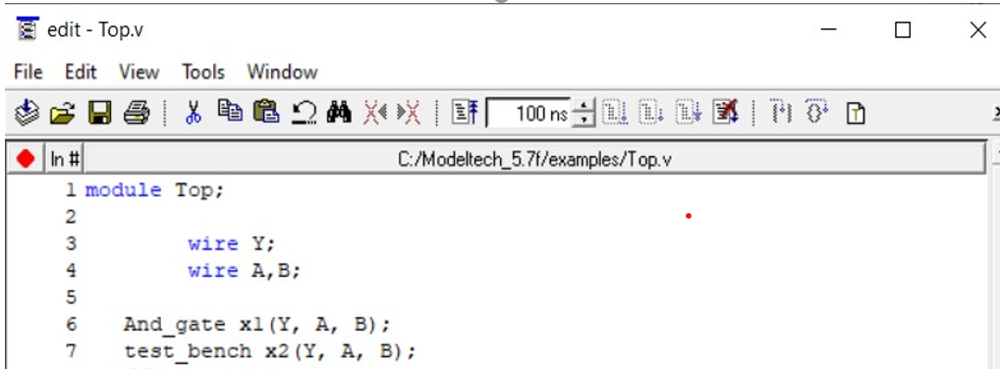 edit - Top.v
File Edit View Tools Window
100 ns
ln # C:/Modeltech_5.7f/examples/Top.v
1 module Top;
2
3 wire Y;
4 wire A,B;
5
6 And_gate x1(Y, A, B);
7 test_bench x2(Y, A, B);